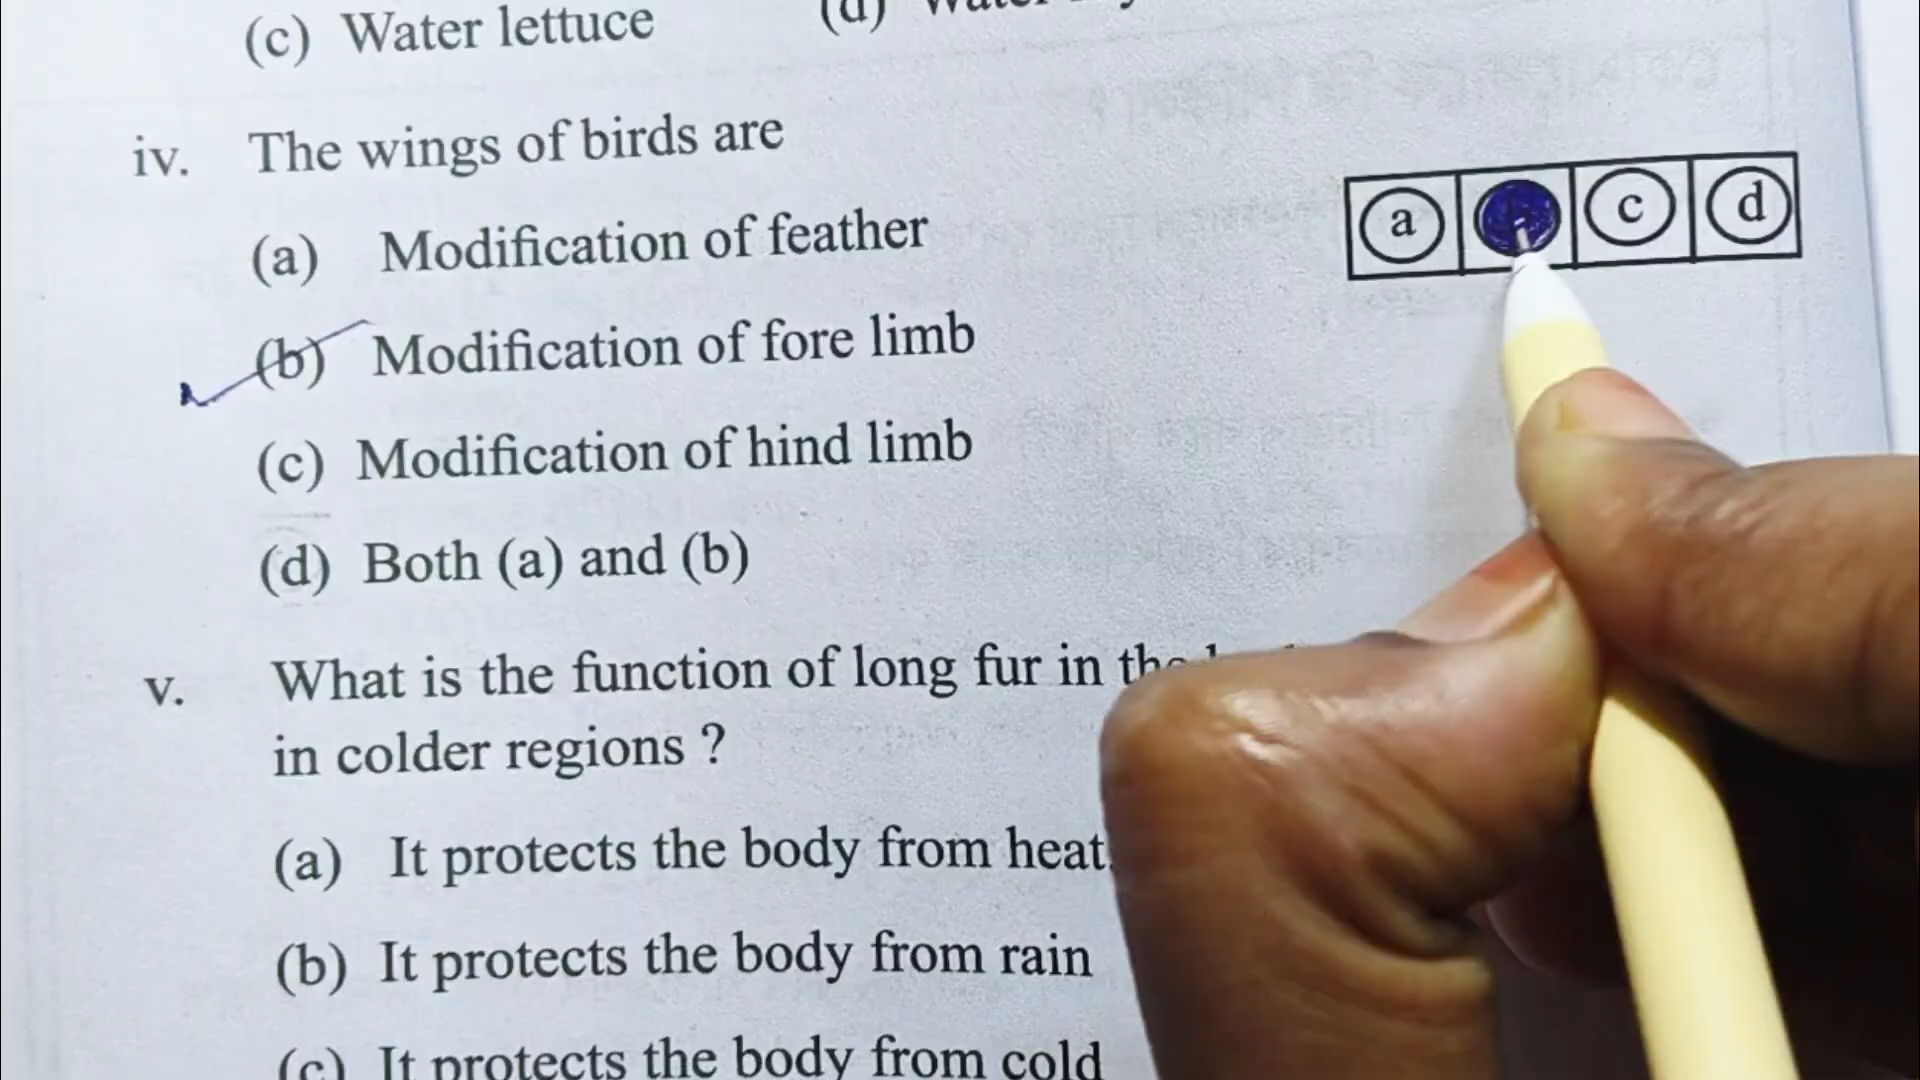 (c) Water lettuce (d)
iv. The wings of birds are
a c d
(a) Modification of feather
(b) Modification of fore limb
(c) Modification of hind limb
(d) Both (a) and (b)
v. What is the function of long fur in the
in colder regions ?
(a) It protects the body from heat.
(b) It protects the body from rain
(c) It protects the body from cold